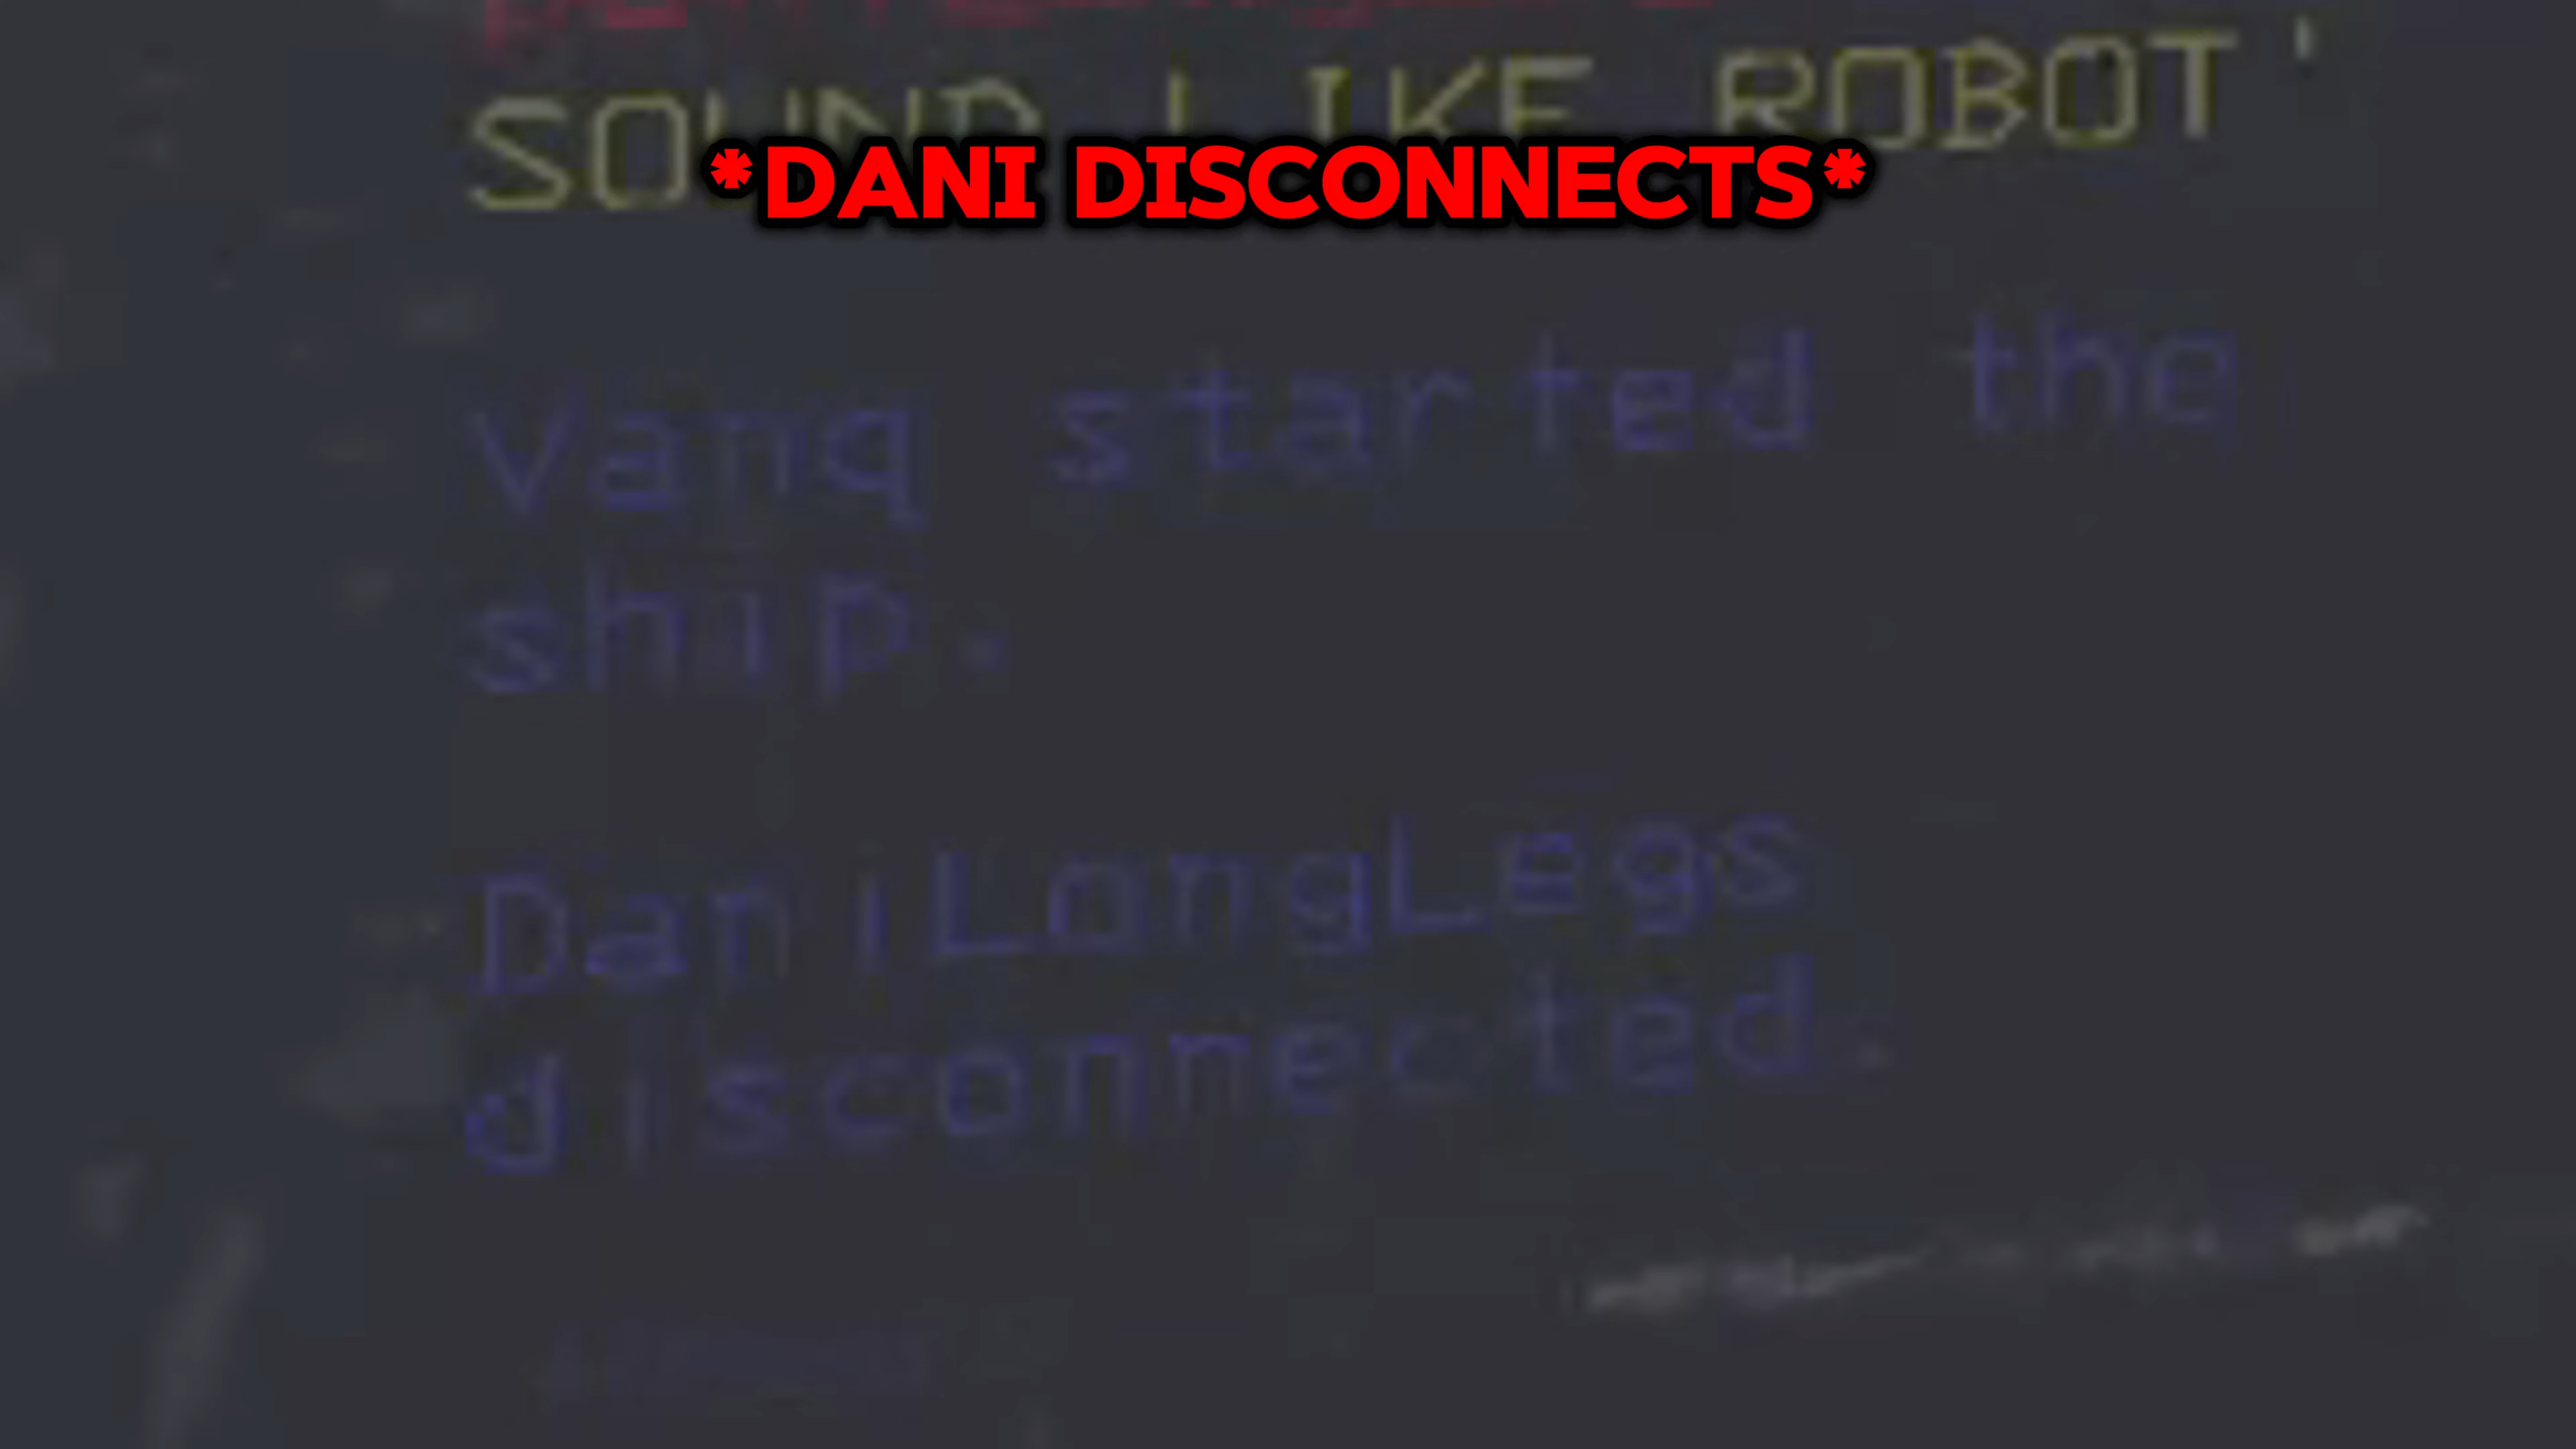 SOUND LIKE ROBOT'
*DANI DISCONNECTS*
Vanq started the
ship.
DaniLongLegs
disconnected.